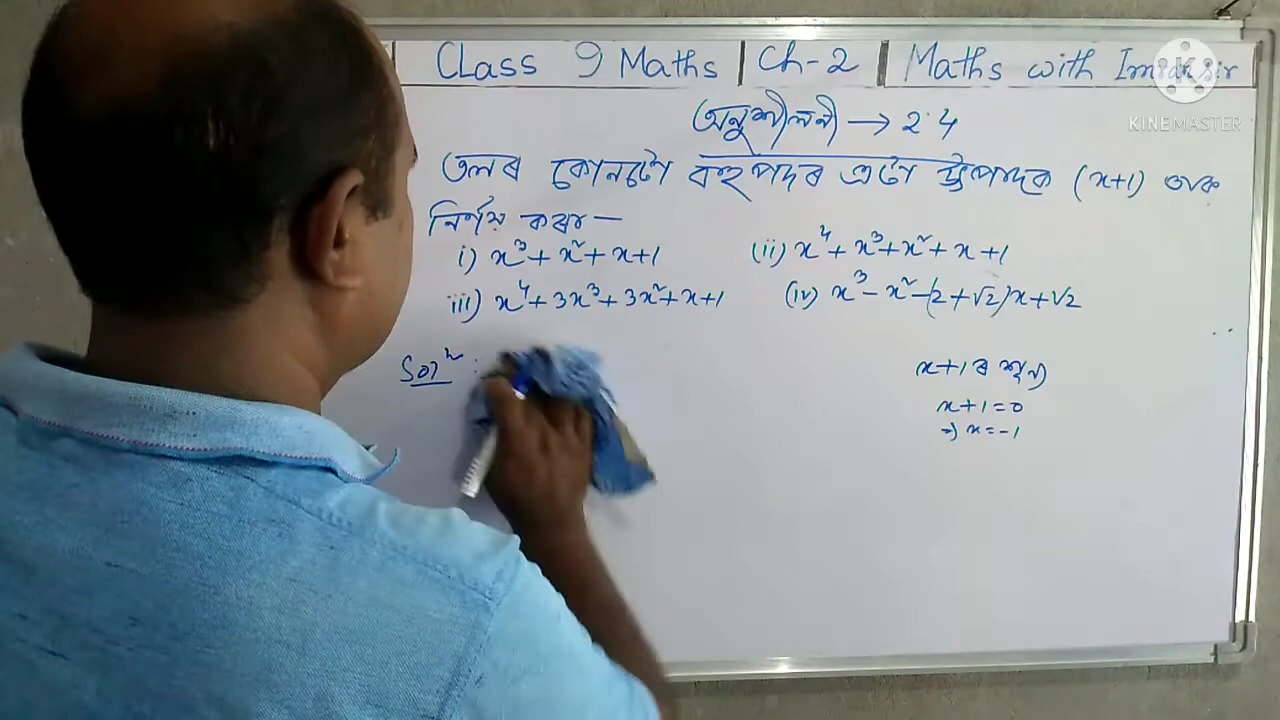 Class 9 Maths | Ch-2 | Maths with Imran Sir
KINEMASTER
অনুশীলনী → 2.4
তলৰ কোনটো বহুপদৰ এটা উৎপাদক (x+1) তাক
নিৰ্ণয় কৰা —
i) x³ + x² + x + 1
(ii) x⁴ + x³ + x² + x + 1
iii) x⁴ + 3x³ + 3x² + x + 1
(iv) x³ - x² - (2 + √2)x + √2
Solⁿ :
x+1 ৰ শূন্য
x+1 = 0
⇒ x = -1